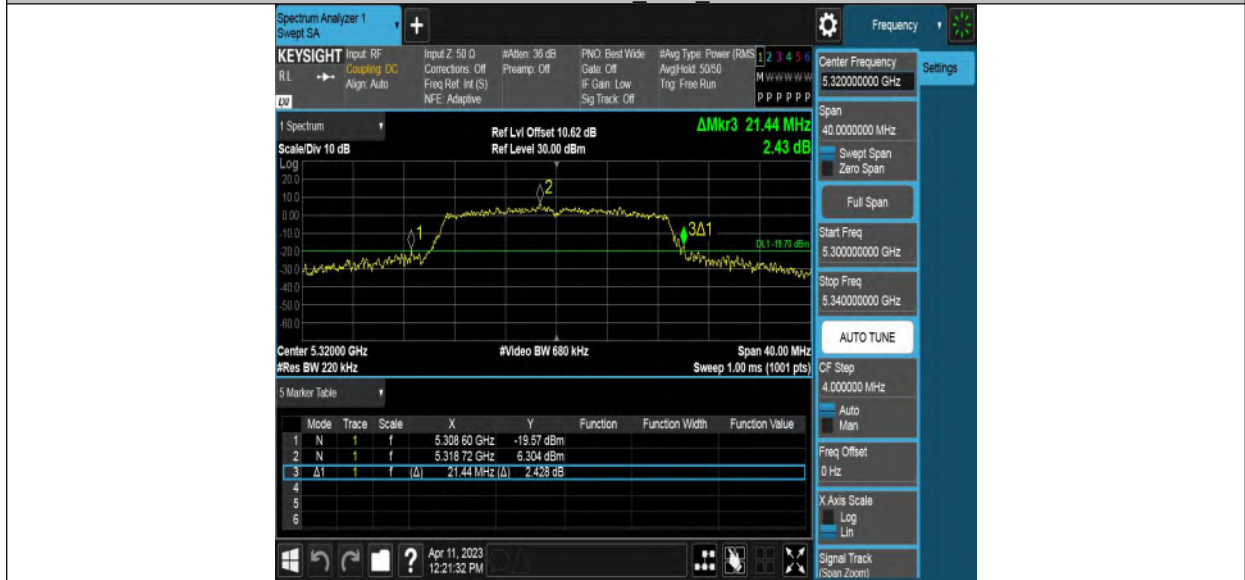 Spectrum Analyzer 1
Swept SA
+
Frequency
KEYSIGHT
RL
Input: RF
Coupling: DC
Align: Auto
Input Z: 50 Ω
Corrections: Off
Freq Ref: Int (S)
NFE: Adaptive
#Atten: 36 dB
Preamp: Off
PNO: Best Wide
Gate: Off
IF Gain: Low
Sig Track: Off
#Avg Type: Power (RMS
Avg|Hold: 50/50
Trig: Free Run
1 2 3 4 5 6
M W W W W W
P P P P P P
Center Frequency
5.320000000 GHz
Settings
Span
40.0000000 MHz
Swept Span
Zero Span
Full Span
Start Freq
5.300000000 GHz
Stop Freq
5.340000000 GHz
AUTO TUNE
CF Step
4.000000 MHz
Auto
Man
Freq Offset
0 Hz
X Axis Scale
Log
Lin
Signal Track
(Span Zoom)
1 Spectrum
Scale/Div 10 dB
Ref Lvl Offset 10.62 dB
Ref Level 30.00 dBm
ΔMkr3 21.44 MHz
2.43 dB
Log
20.0
10.0
0.00
-10.0
-20.0
-30.0
-40.0
-50.0
-60.0
1
2
3Δ1
DL1 -19.70 dBm
Center 5.32000 GHz
#Res BW 220 kHz
#Video BW 680 kHz
Span 40.00 MHz
Sweep 1.00 ms (1001 pts)
5 Marker Table
Mode Trace Scale X Y Function Function Width Function Value
1 N 1 f 5.308 60 GHz -19.57 dBm
2 N 1 f 5.318 72 GHz 6.304 dBm
3 Δ1 1 f (Δ) 21.44 MHz (Δ) 2.428 dB
4
5
6
?
Apr 11, 2023
12:21:32 PM